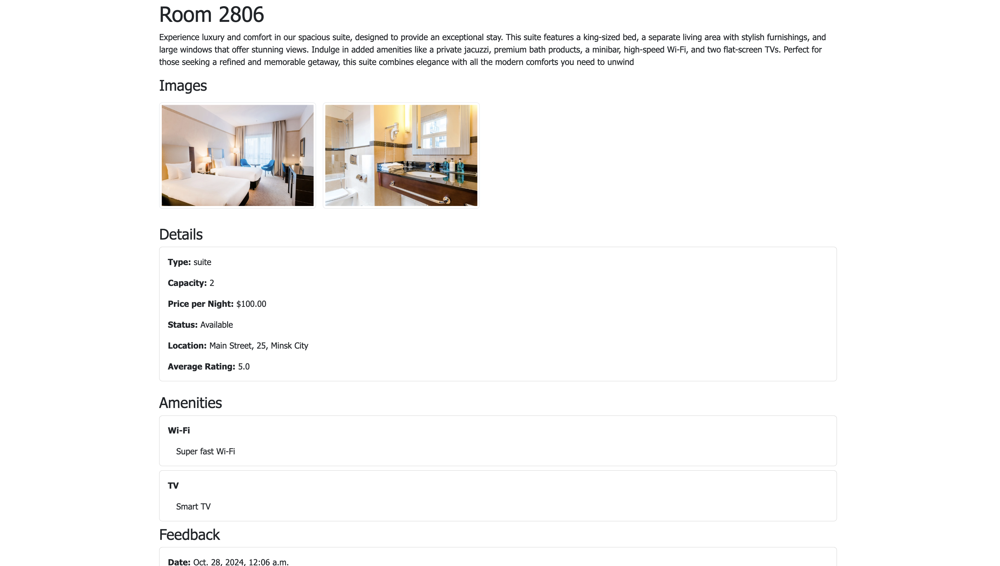 Room 2806
Experience luxury and comfort in our spacious suite, designed to provide an exceptional stay. This suite features a king-sized bed, a separate living area with stylish furnishings, and
large windows that offer stunning views. Indulge in added amenities like a private jacuzzi, premium bath products, a minibar, high-speed Wi-Fi, and two flat-screen TVs. Perfect for
those seeking a refined and memorable getaway, this suite combines elegance with all the modern comforts you need to unwind
Images
Details
Type: suite
Capacity: 2
Price per Night: $100.00
Status: Available
Location: Main Street, 25, Minsk City
Average Rating: 5.0
Amenities
Wi-Fi
Super fast Wi-Fi
TV
Smart TV
Feedback
Date: Oct. 28, 2024, 12:06 a.m.